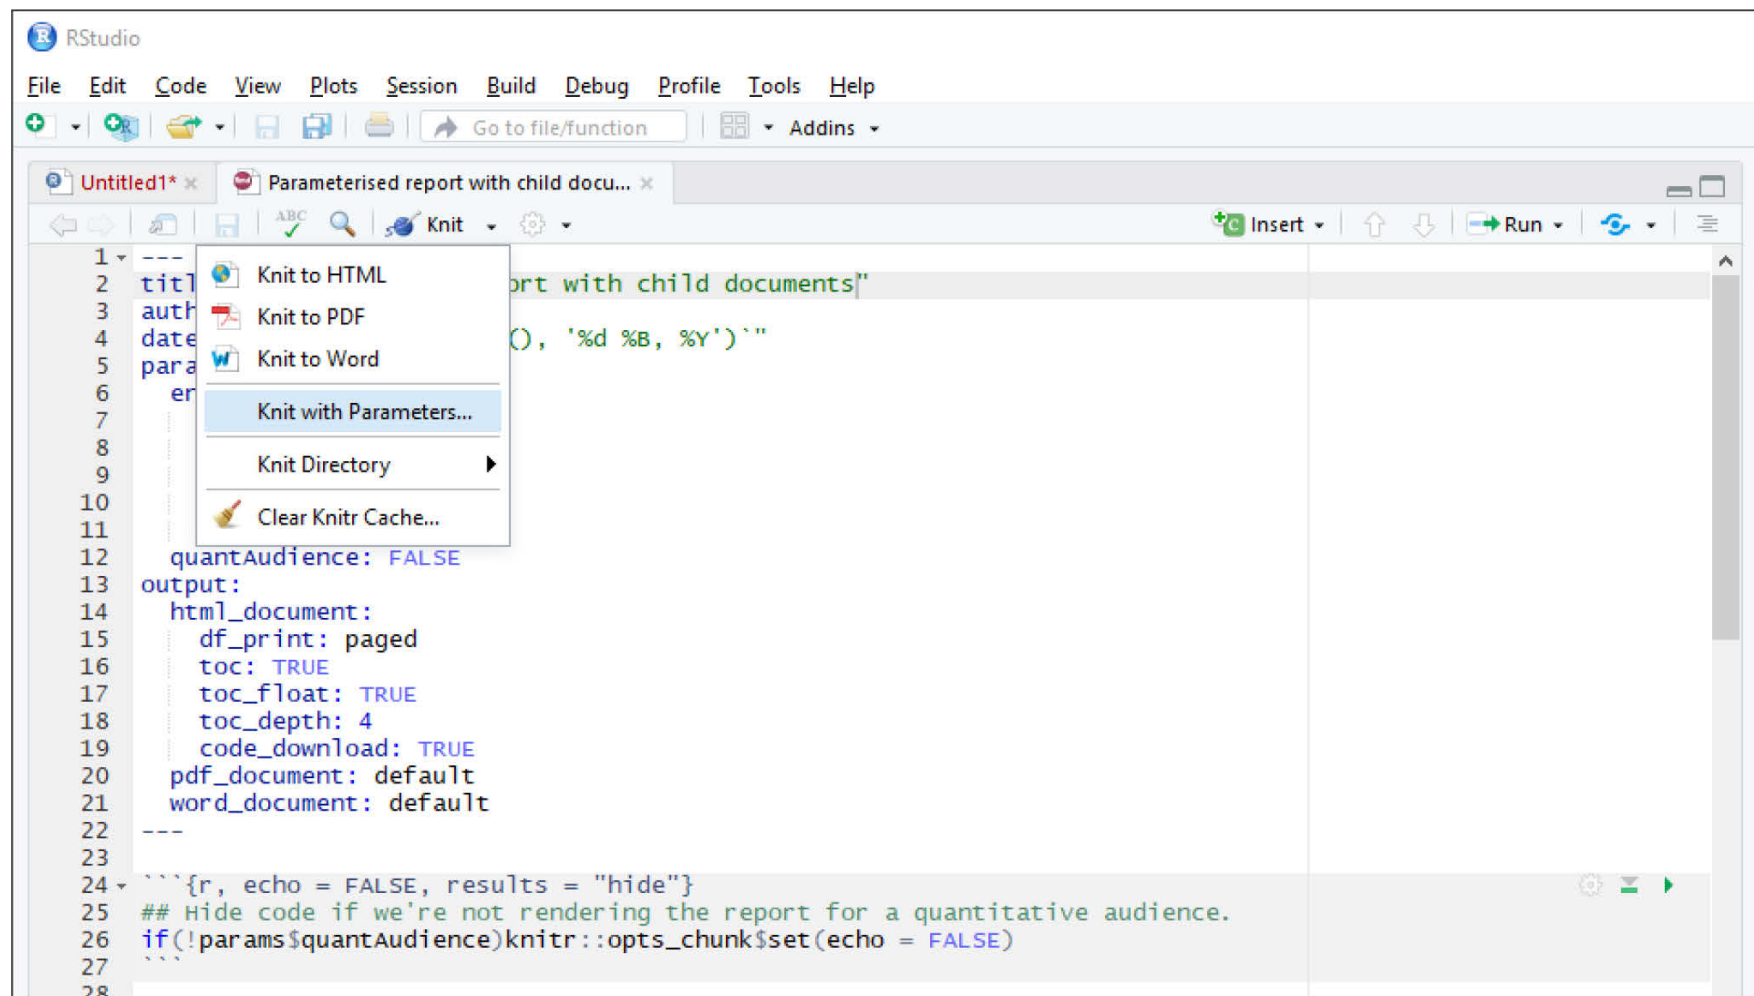 RStudio
File Edit Code View Plots Session Build Debug Profile Tools Help
Go to file/function Addins
Untitled1* Parameterised report with child docu...
ABC Knit Insert Run
1 ---
2 titl ort with child documents"
3 auth
4 date (), '%d %B, %Y')`"
5 para
6 er
7
8
9
10
11
Knit to HTML
Knit to PDF
Knit to Word
Knit with Parameters...
Knit Directory
Clear Knitr Cache...
12 quantAudience: FALSE
13 output:
14 html_document:
15 df_print: paged
16 toc: TRUE
17 toc_float: TRUE
18 toc_depth: 4
19 code_download: TRUE
20 pdf_document: default
21 word_document: default
22 ---
23
24 ```{r, echo = FALSE, results = "hide"}
25 ## Hide code if we're not rendering the report for a quantitative audience.
26 if(!params$quantAudience)knitr::opts_chunk$set(echo = FALSE)
27 ```
28